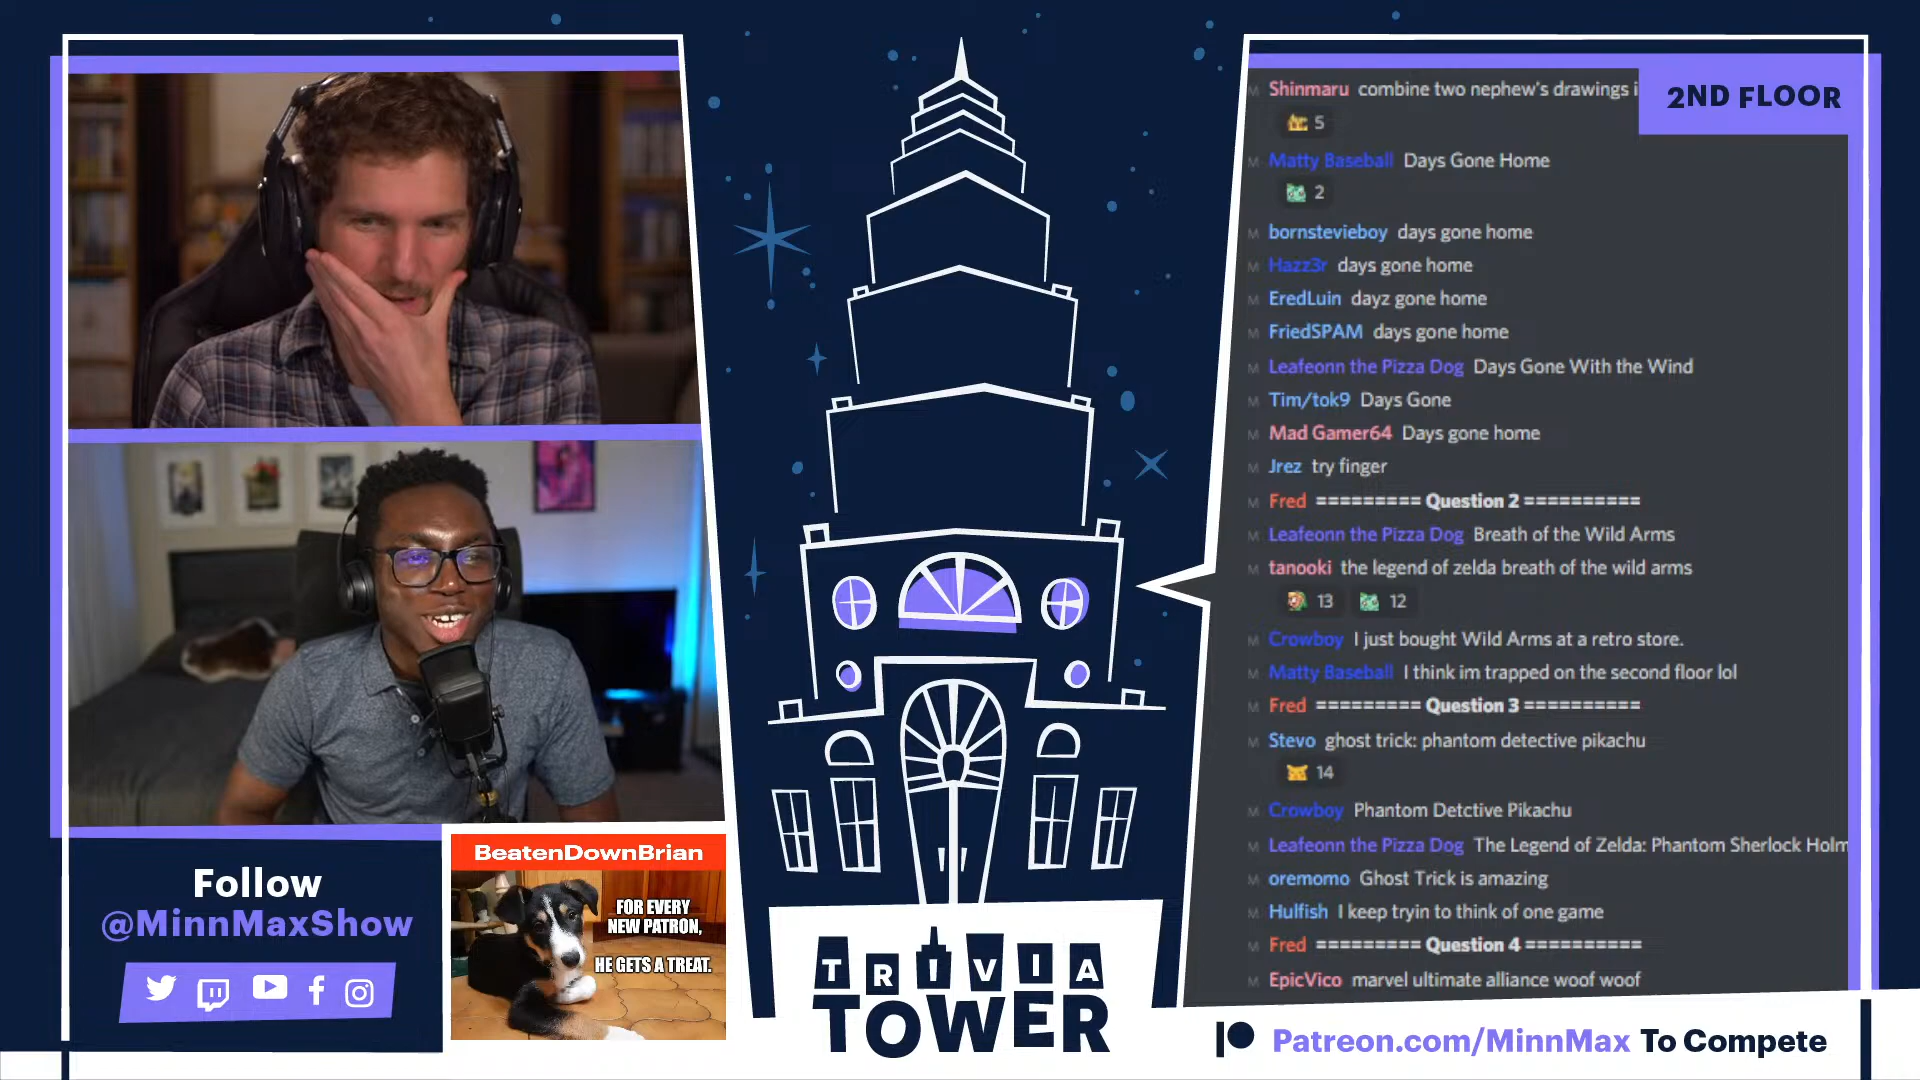 Shinmaru combine two nephew's drawings i
5
2ND FLOOR
Matty Baseball Days Gone Home
2
bornstevieboy days gone home
Hazz3r days gone home
EredLuin dayz gone home
FriedSPAM days gone home
Leafeonn the Pizza Dog Days Gone With the Wind
Tim/tok9 Days Gone
Mad Gamer64 Days gone home
Jrez try finger
Fred ========= Question 2 ==========
Leafeonn the Pizza Dog Breath of the Wild Arms
tanooki the legend of zelda breath of the wild arms
13 12
Crowboy I just bought Wild Arms at a retro store.
Matty Baseball I think im trapped on the second floor lol
Fred ========= Question 3 ==========
Stevo ghost trick: phantom detective pikachu
14
Crowboy Phantom Detctive Pikachu
Leafeonn the Pizza Dog The Legend of Zelda: Phantom Sherlock Holm
oremomo Ghost Trick is amazing
Hulfish I keep tryin to think of one game
Fred ========= Question 4 ==========
EpicVico marvel ultimate alliance woof woof
Follow
@MinnMaxShow
BeatenDownBrian
FOR EVERY
NEW PATRON,
HE GETS A TREAT.
TRIVIA
TOWER
Patreon.com/MinnMax To Compete